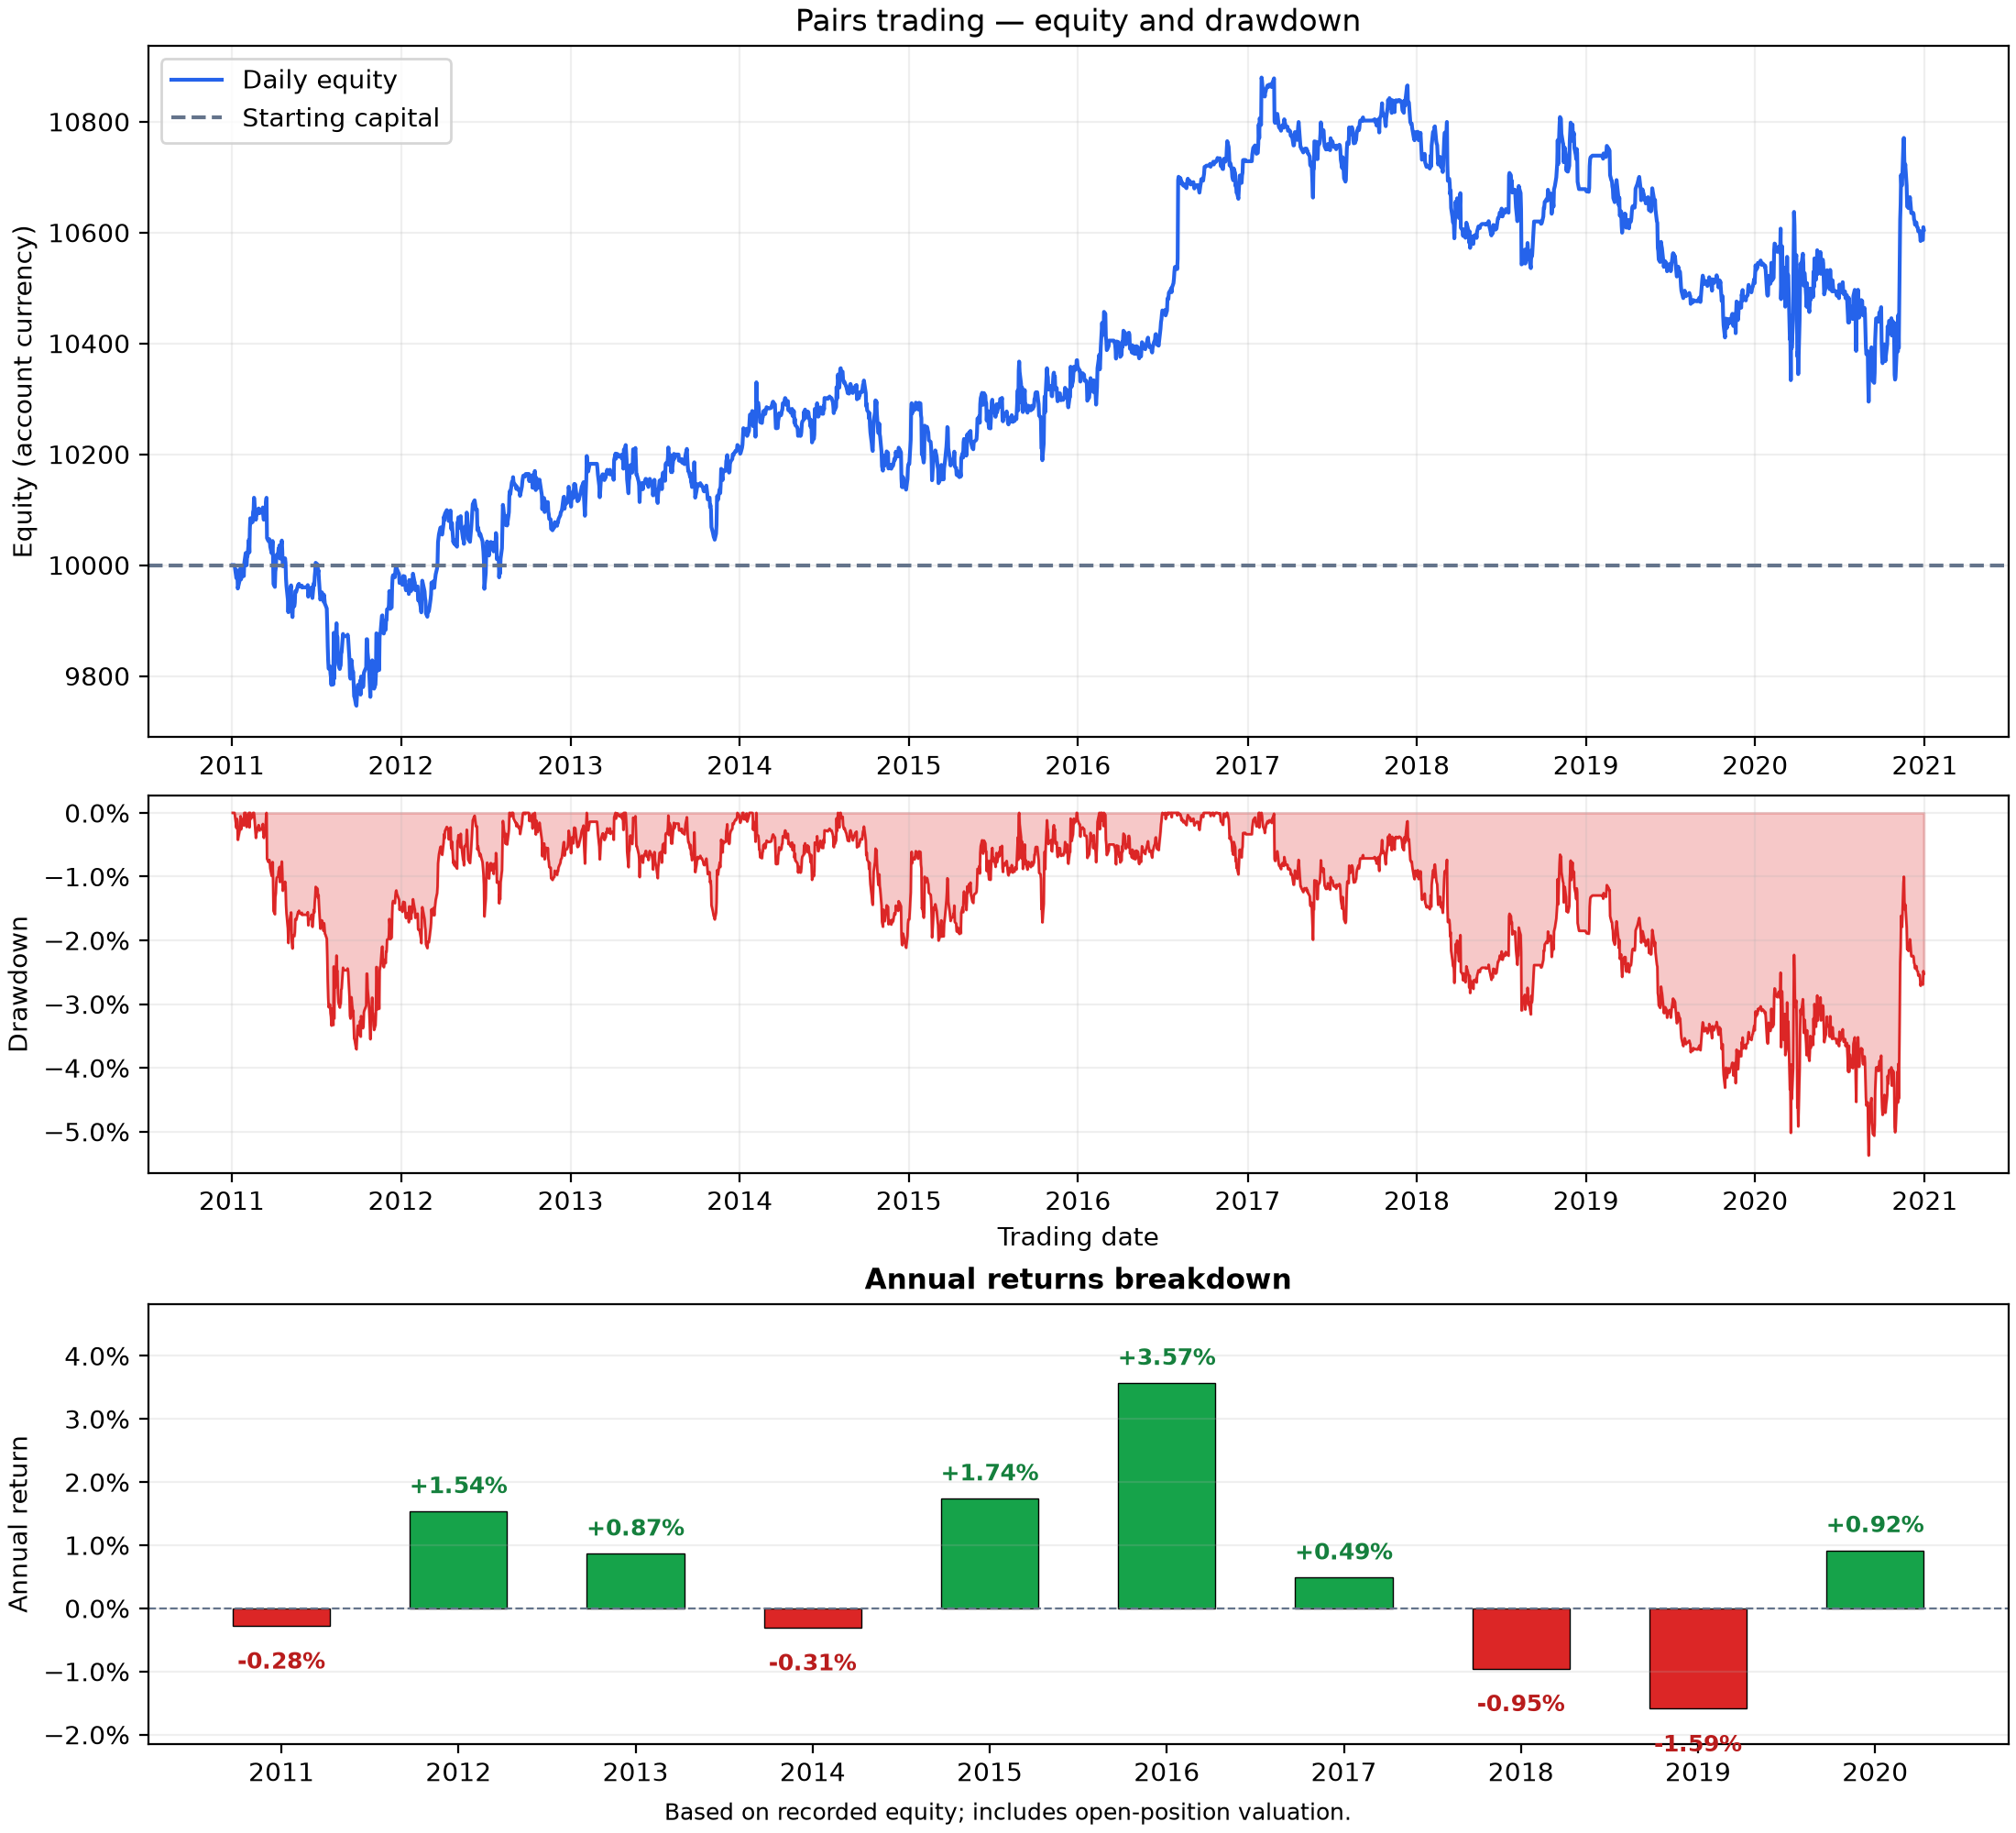 Pairs trading — equity and drawdown
Daily equity
Starting capital
Equity (account currency)
10800
10600
10400
10200
10000
9800
2011 2012 2013 2014 2015 2016 2017 2018 2019 2020 2021
Drawdown
0.0%
−1.0%
−2.0%
−3.0%
−4.0%
−5.0%
2011 2012 2013 2014 2015 2016 2017 2018 2019 2020 2021
Trading date
Annual returns breakdown
Annual return
4.0%
3.0%
2.0%
1.0%
0.0%
−1.0%
−2.0%
-0.28%
+1.54%
+0.87%
-0.31%
+1.74%
+3.57%
+0.49%
-0.95%
-1.59%
+0.92%
2011 2012 2013 2014 2015 2016 2017 2018 2019 2020
Based on recorded equity; includes open-position valuation.